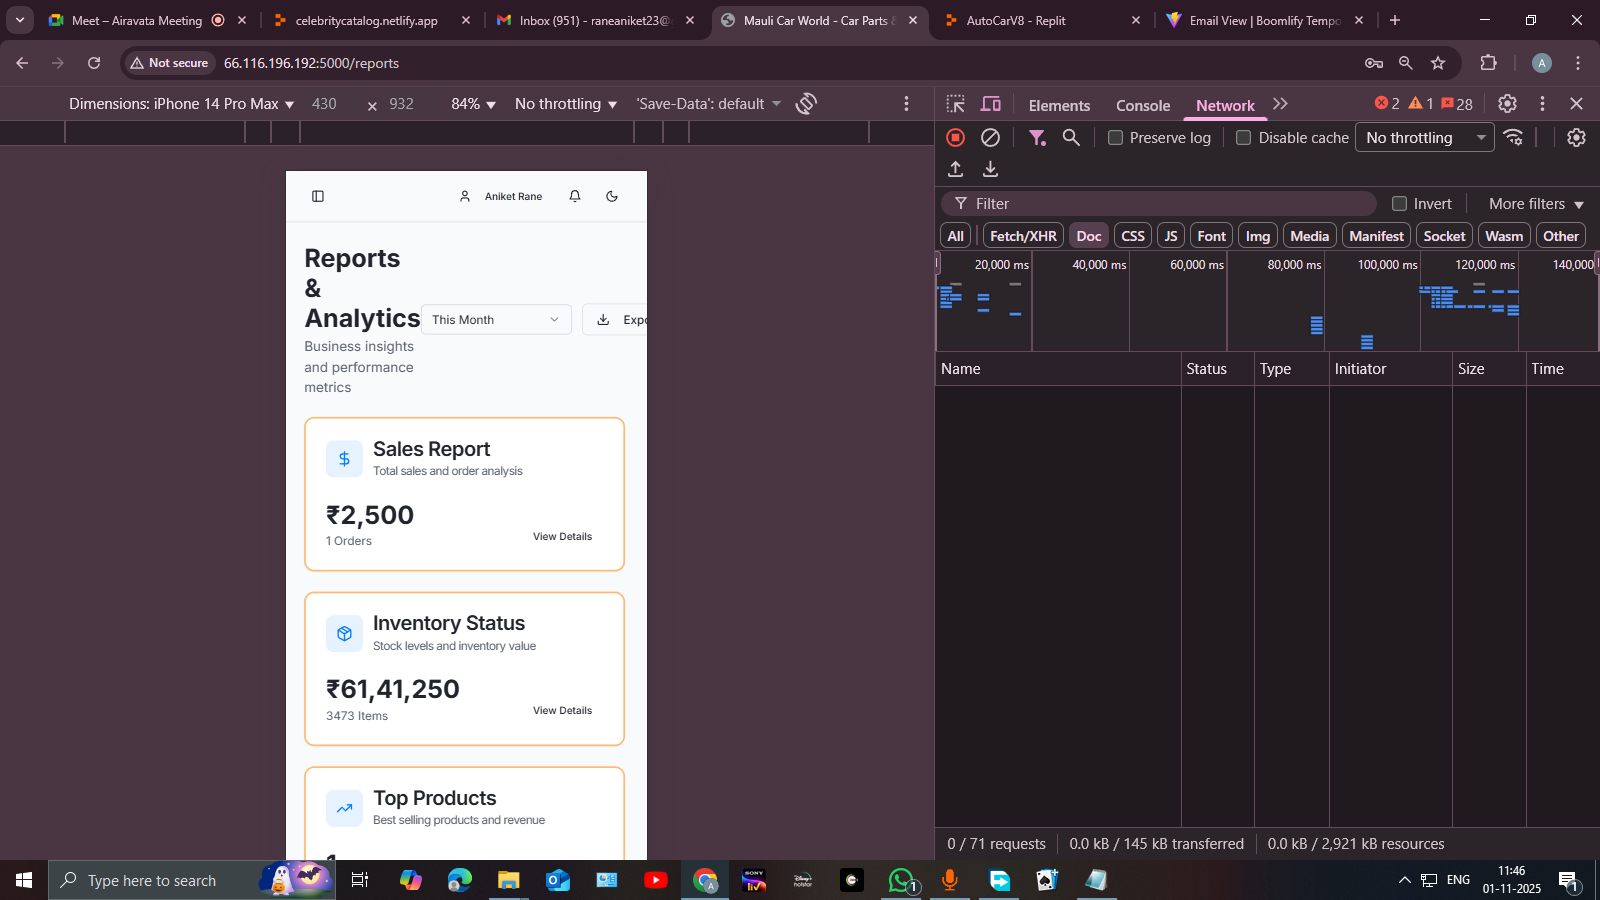 Meet – Airavata Meeting
celebritycatalog.netlify.app
Inbox (951) - raneaniket23@
Mauli Car World - Car Parts &
AutoCarV8 - Replit
Email View | Boomlify Tempo
Not secure
66.116.196.192:5000/reports
A
Dimensions: iPhone 14 Pro Max
430 × 932
84%
No throttling
'Save-Data': default
Elements
Console
Network
2
1
28
Preserve log
Disable cache
No throttling
Filter
Invert
More filters
All
Fetch/XHR
Doc
CSS
JS
Font
Img
Media
Manifest
Socket
Wasm
Other
20,000 ms
40,000 ms
60,000 ms
80,000 ms
100,000 ms
120,000 ms
140,000
Name
Status
Type
Initiator
Size
Time
Aniket Rane
Reports
&
Analytics
This Month
Expo
Business insights
and performance
metrics
Sales Report
Total sales and order analysis
₹2,500
1 Orders
View Details
Inventory Status
Stock levels and inventory value
₹61,41,250
3473 Items
View Details
Top Products
Best selling products and revenue
0 / 71 requests
0.0 kB / 145 kB transferred
0.0 kB / 2,921 kB resources
Type here to search
SONY
liv
hotstar
1
ENG
11:46
01-11-2025
1